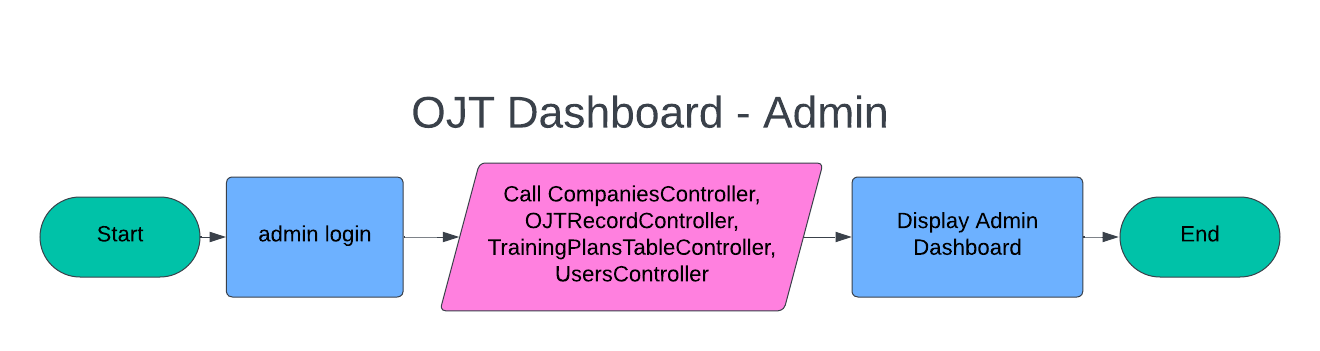 OJT Dashboard - Admin
Start
admin login
Call CompaniesController,
OJTRecordController,
TrainingPlansTableController,
UsersController
Display Admin
Dashboard
End